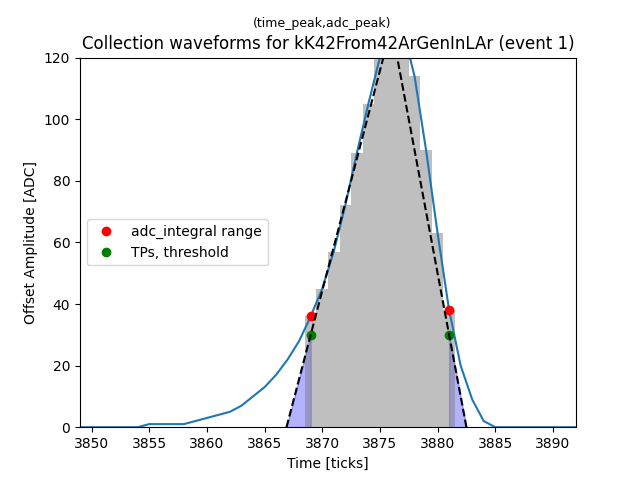 (time_peak,adc_peak)
Collection waveforms for kK42From42ArGenInLAr (event 1)
120
100
80
60
40
20
0
Offset Amplitude [ADC]
adc_integral range
TPs, threshold
3850 3855 3860 3865 3870 3875 3880 3885 3890
Time [ticks]